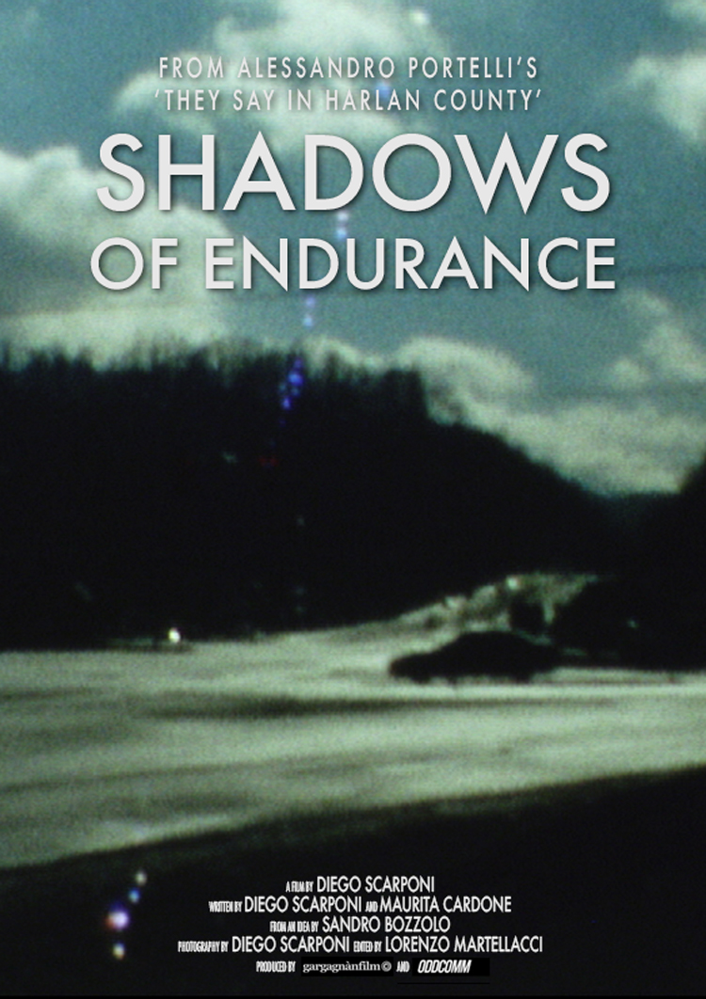 FROM ALESSANDRO PORTELLI'S
'THEY SAY IN HARLAN COUNTY'
SHADOWS
OF ENDURANCE
A FILM BY DIEGO SCARPONI
WRITTEN BY DIEGO SCARPONI AND MAURITA CARDONE
FROM AN IDEA BY SANDRO BOZZOLO
PHOTOGRAPHY BY DIEGO SCARPONI EDITED BY LORENZO MARTELLACCI
PRODUCED BY gargagnànfilm© AND ODDCOMM